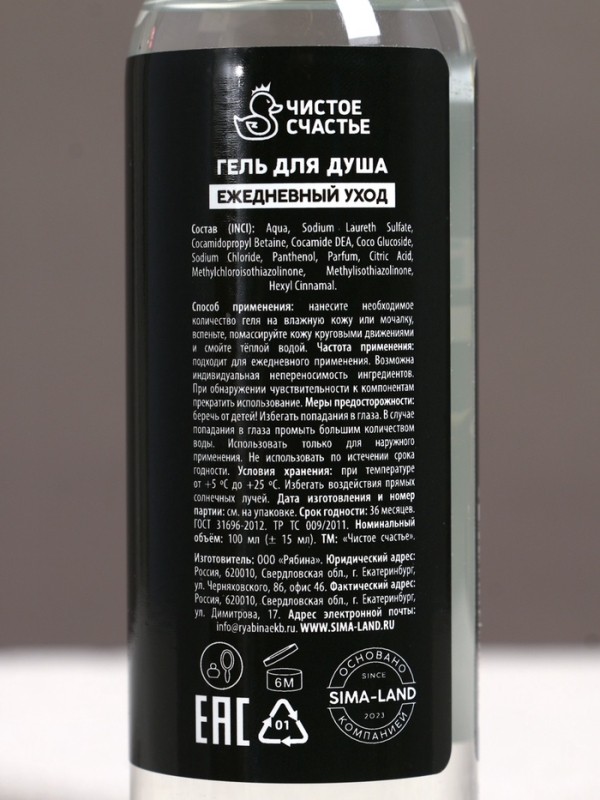 ЧИСТОЕ
СЧАСТЬЕ
ГЕЛЬ ДЛЯ ДУША
ЕЖЕДНЕВНЫЙ УХОД
Состав (INCI): Aqua, Sodium Laureth Sulfate,
Cocamidopropyl Betaine, Cocamide DEA, Coco Glucoside,
Sodium Chloride, Panthenol, Parfum, Citric Acid,
Methylchloroisothiazolinone, Methylisothiazolinone,
Hexyl Cinnamal.
Способ применения: нанесите необходимое
количество геля на влажную кожу или мочалку,
вспеньте, помассируйте кожу круговыми движениями
и смойте тёплой водой. Частота применения:
подходит для ежедневного применения. Возможна
индивидуальная непереносимость ингредиентов.
При обнаружении чувствительности к компонентам
прекратить использование. Меры предосторожности:
беречь от детей! Избегать попадания в глаза. В случае
попадания в глаза промыть большим количеством
воды. Использовать только для наружного
применения. Не использовать по истечении срока
годности. Условия хранения: при температуре
от +5 °C до +25 °C. Избегать воздействия прямых
солнечных лучей. Дата изготовления и номер
партии: см. на упаковке. Срок годности: 36 месяцев.
ГОСТ 31696-2012. ТР ТС 009/2011. Номинальный
объём: 100 мл (± 15 мл). ТМ: «Чистое счастье».
Изготовитель: ООО «Рябина». Юридический адрес:
Россия, 620010, Свердловская обл., г. Екатеринбург,
ул. Черняховского, 86, офис 46. Фактический адрес:
Россия, 620010, Свердловская обл., г. Екатеринбург,
ул. Димитрова, 17. Адрес электронной почты:
info@ryabinaekb.ru. WWW.SIMA-LAND.RU
6M
EAC
01
ОСНОВАНО
SINCE
SIMA-LAND
2023
КОМПАНИЕЙ